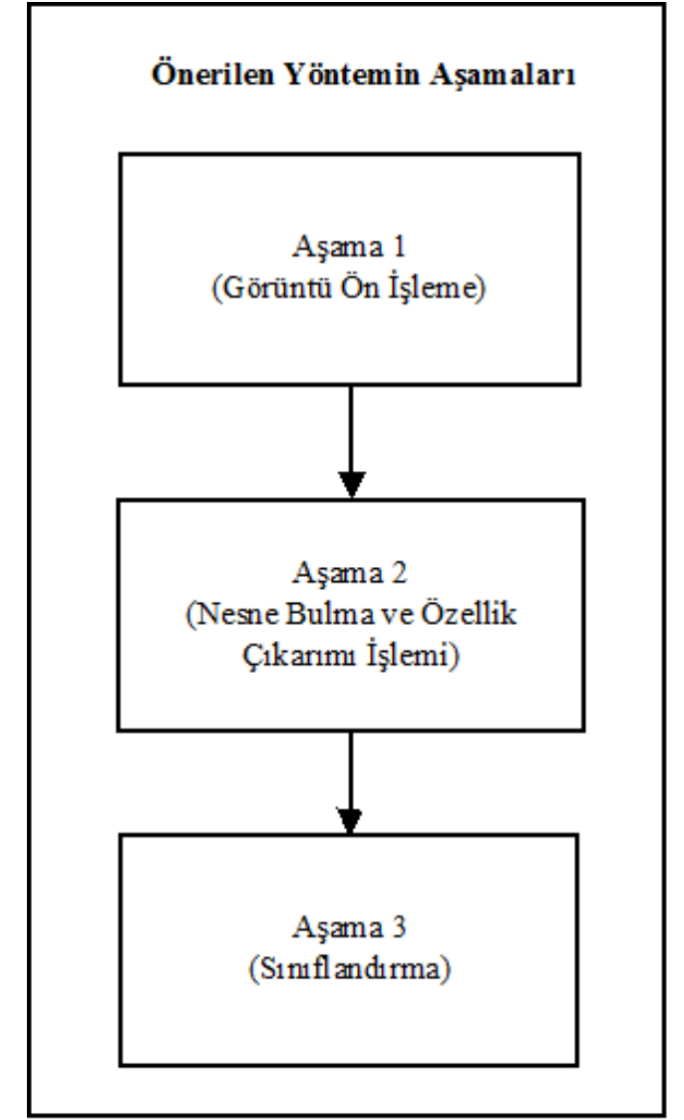 Önerilen Yöntemin Aşamaları
Aşama 1
(Görüntü Ön İşleme)
Aşama 2
(Nesne Bulma ve Özellik
Çıkarımı İşlemi)
Aşama 3
(Sınıflandırma)